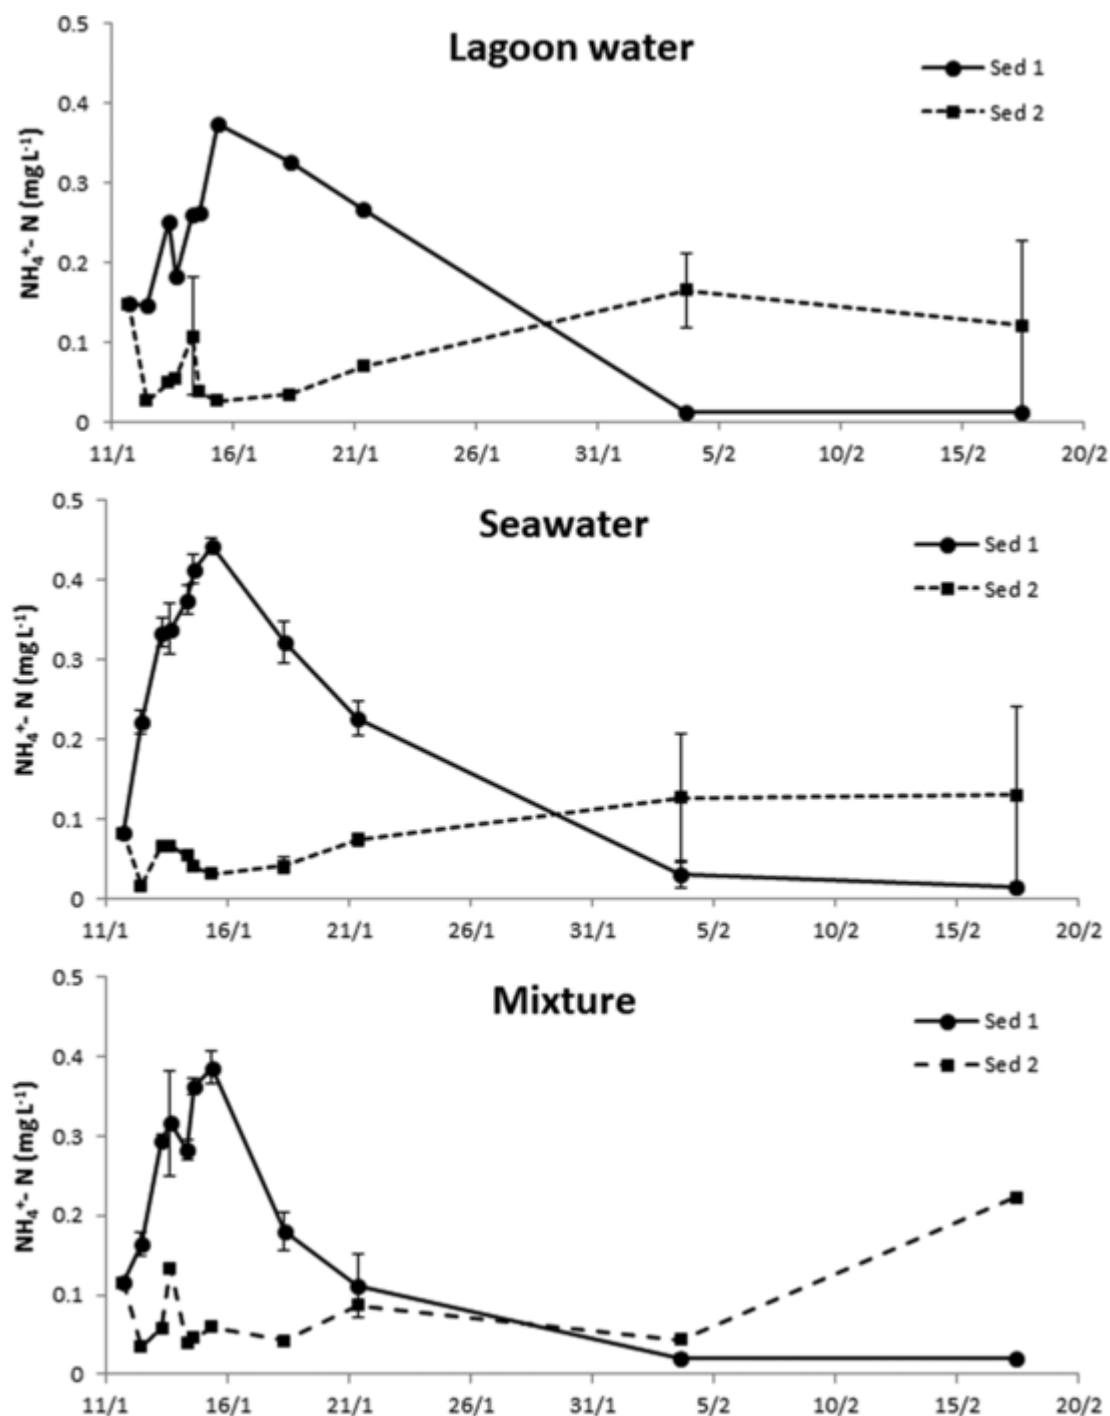 Lagoon water
NH₄⁺- N (mg L⁻¹)
0.5
0.4
0.3
0.2
0.1
0
Sed 1
Sed 2
11/1 16/1 21/1 26/1 31/1 5/2 10/2 15/2 20/2
Seawater
NH₄⁺- N (mg L⁻¹)
0.5
0.4
0.3
0.2
0.1
0
Sed 1
Sed 2
11/1 16/1 21/1 26/1 31/1 5/2 10/2 15/2 20/2
Mixture
NH₄⁺- N (mg L⁻¹)
0.5
0.4
0.3
0.2
0.1
0
Sed 1
Sed 2
11/1 16/1 21/1 26/1 31/1 5/2 10/2 15/2 20/2